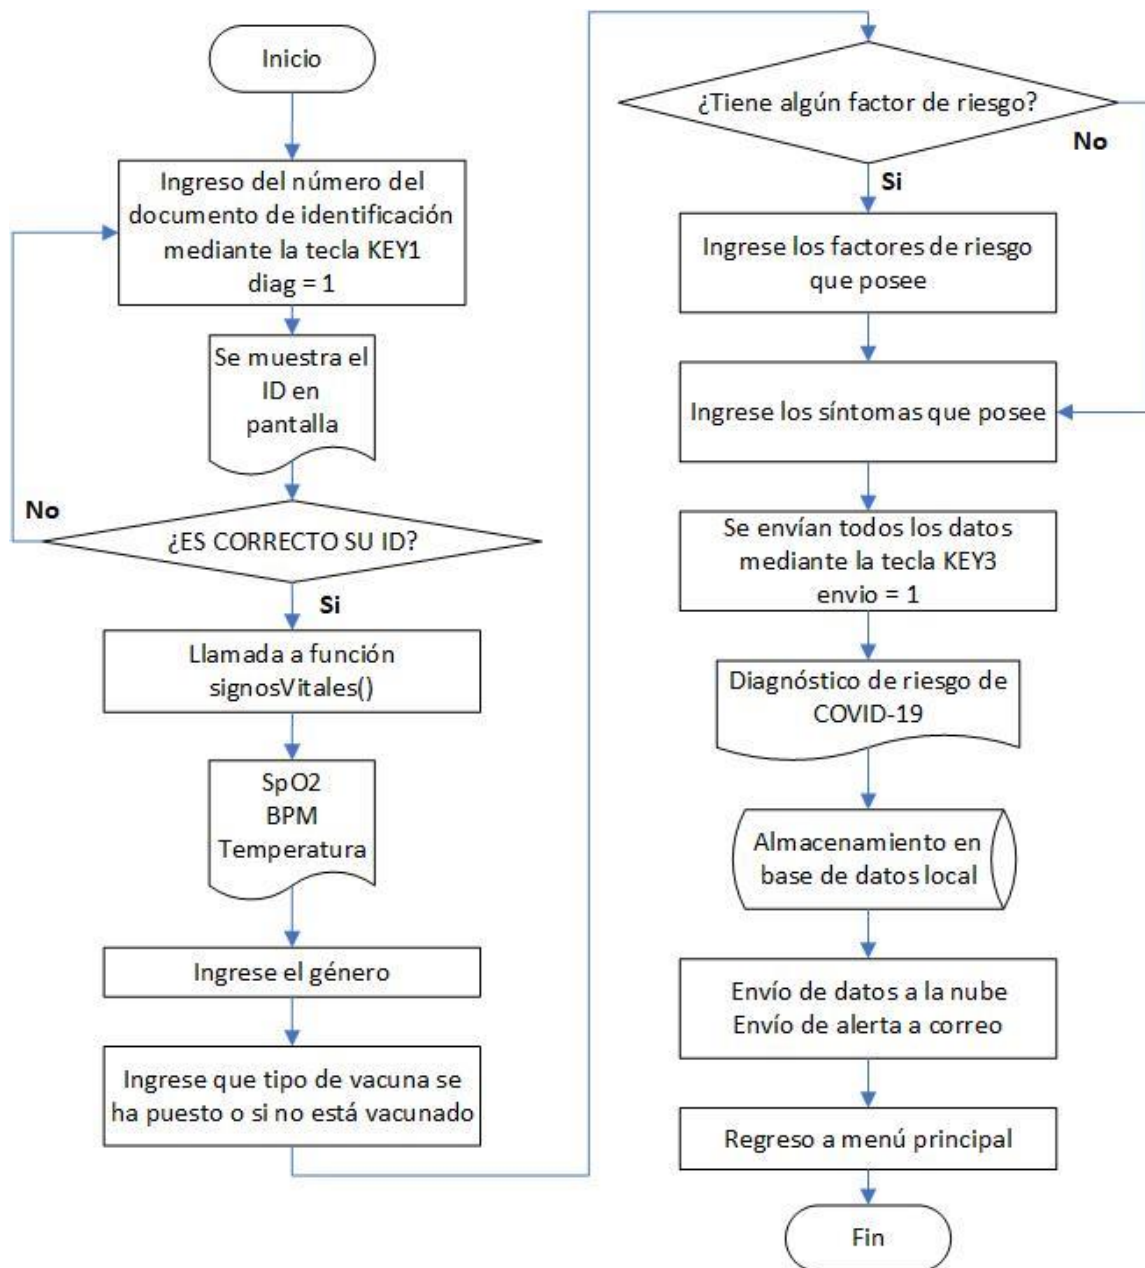 Inicio
Ingreso del número del
documento de identificación
mediante la tecla KEY1
diag = 1
Se muestra el
ID en
pantalla
No
¿ES CORRECTO SU ID?
Si
Llamada a función
signosVitales()
SpO2
BPM
Temperatura
Ingrese el género
Ingrese que tipo de vacuna se
ha puesto o si no está vacunado
¿Tiene algún factor de riesgo?
No
Si
Ingrese los factores de riesgo
que posee
Ingrese los síntomas que posee
Se envían todos los datos
mediante la tecla KEY3
envio = 1
Diagnóstico de riesgo de
COVID-19
Almacenamiento en
base de datos local
Envío de datos a la nube
Envío de alerta a correo
Regreso a menú principal
Fin